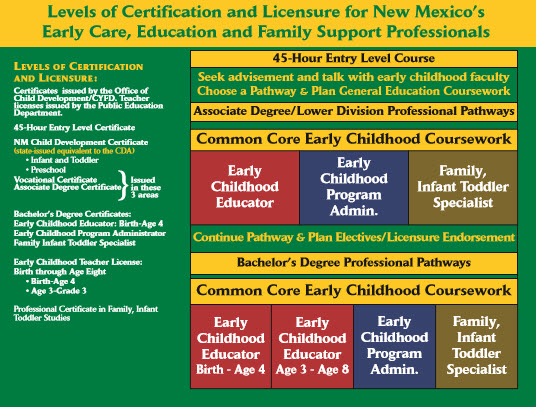 Levels of Certification and Licensure for New Mexico's
Early Care, Education and Family Support Professionals
LEVELS OF CERTIFICATION
AND LICENSURE:
Certificates issued by the Office of
Child Development/CYFD. Teacher
licenses issued by the Public Education
Department.
45-Hour Entry Level Certificate
NM Child Development Certificate
(state-issued equivalent to the CDA)
• Infant and Toddler
• Preschool
Vocational Certificate
Associate Degree Certificate
Issued
in these
3 areas
Bachelor's Degree Certificates:
Early Childhood Educator: Birth-Age 4
Early Childhood Program Administrator
Family Infant Toddler Specialist
Early Childhood Teacher License:
Birth through Age Eight
• Birth-Age 4
• Age 3-Grade 3
Professional Certificate in Family, Infant
Toddler Studies
45-Hour Entry Level Course
Seek advisement and talk with early childhood faculty
Choose a Pathway & Plan General Education Coursework
Associate Degree/Lower Division Professional Pathways
Common Core Early Childhood Coursework
Early
Childhood
Educator
Early
Childhood
Program
Admin.
Family,
Infant Toddler
Specialist
Continue Pathway & Plan Electives/Licensure Endorsement
Bachelor's Degree Professional Pathways
Common Core Early Childhood Coursework
Early
Childhood
Educator
Birth - Age 4
Early
Childhood
Educator
Age 3 - Age 8
Early
Childhood
Program
Admin.
Family,
Infant
Toddler
Specialist